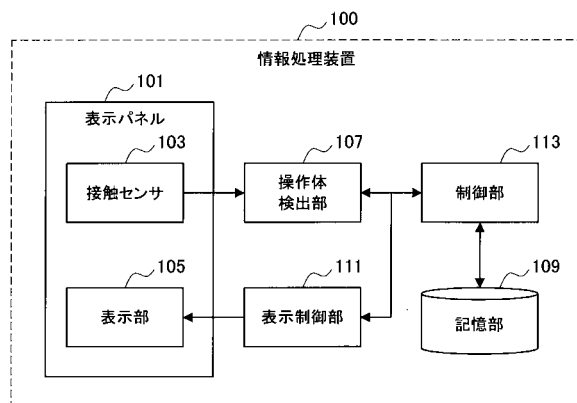 100
情報処理装置
101
表示パネル
103
接触センサ
107
操作体
検出部
113
制御部
105
表示部
111
表示制御部
109
記憶部